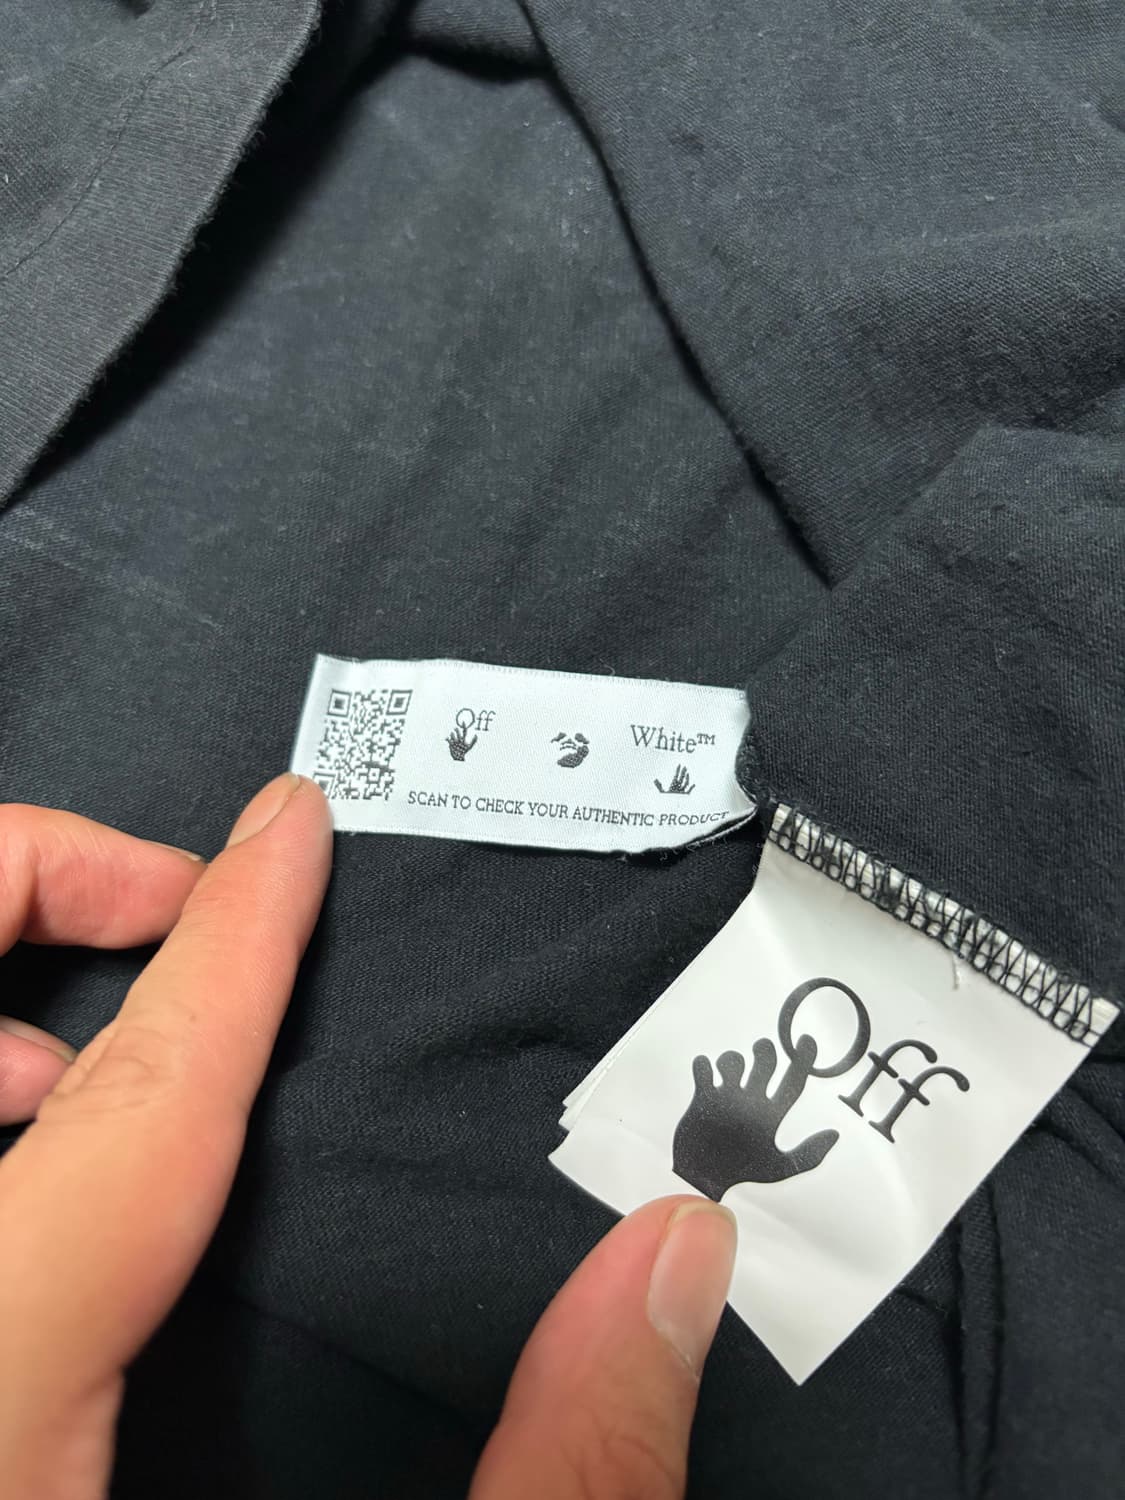 Off
White™
SCAN TO CHECK YOUR AUTHENTIC PRODUCT
Off